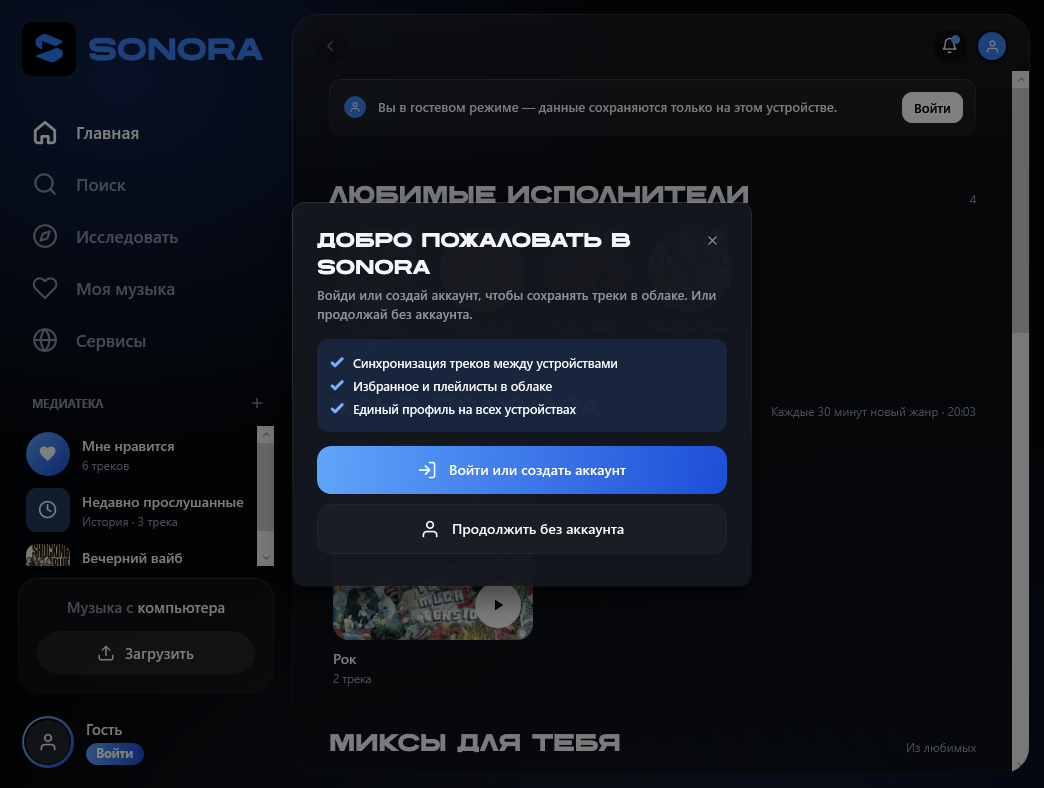 SONORA
Главная
Поиск
Исследовать
Моя музыка
Сервисы
МЕДИАТЕКА
Мне нравится
6 треков
Недавно прослушанные
История · 3 трека
Вечерний вайб
Музыка с компьютера
Загрузить
Гость
Войти
Вы в гостевом режиме — данные сохраняются только на этом устройстве.
Войти
ЛЮБИМЫЕ ИСПОЛНИТЕЛИ
4
ДОБРО ПОЖАЛОВАТЬ В
SONORA
Войди или создай аккаунт, чтобы сохранять треки в облаке. Или
продолжай без аккаунта.
Синхронизация треков между устройствами
Избранное и плейлисты в облаке
Единый профиль на всех устройствах
Войти или создать аккаунт
Продолжить без аккаунта
Каждые 30 минут новый жанр · 20:03
Рок
2 трека
МИКСЫ ДЛЯ ТЕБЯ
Из любимых